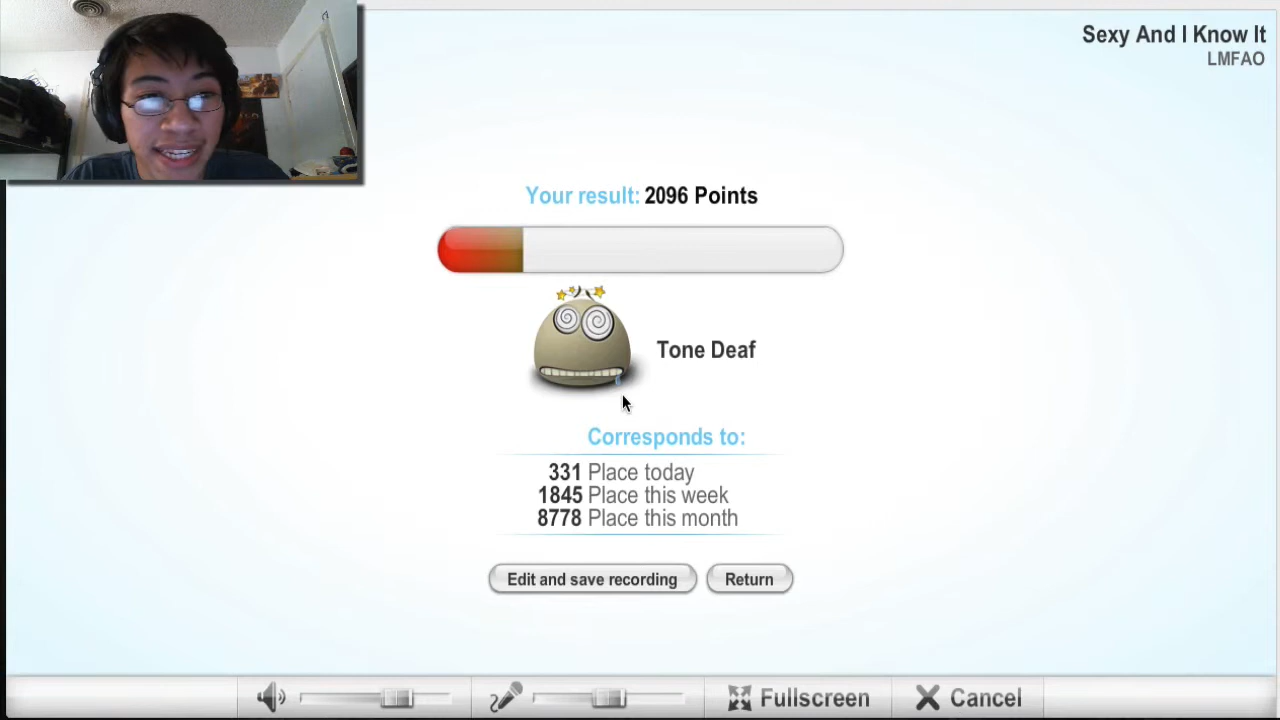 Sexy And I Know It
LMFAO
Your result: 2096 Points
Tone Deaf
Corresponds to:
331 Place today
1845 Place this week
8778 Place this month
Edit and save recording
Return
Fullscreen
Cancel